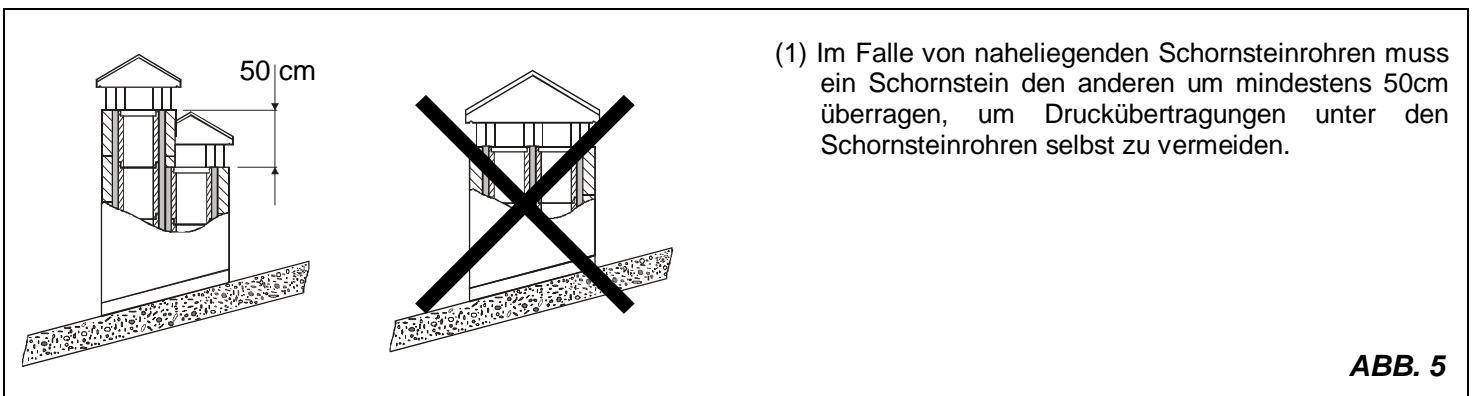 50 cm
(1) Im Falle von naheliegenden Schornsteinrohren muss
ein Schornstein den anderen um mindestens 50cm
überragen, um Druckübertragungen unter den
Schornsteinrohren selbst zu vermeiden.
ABB. 5